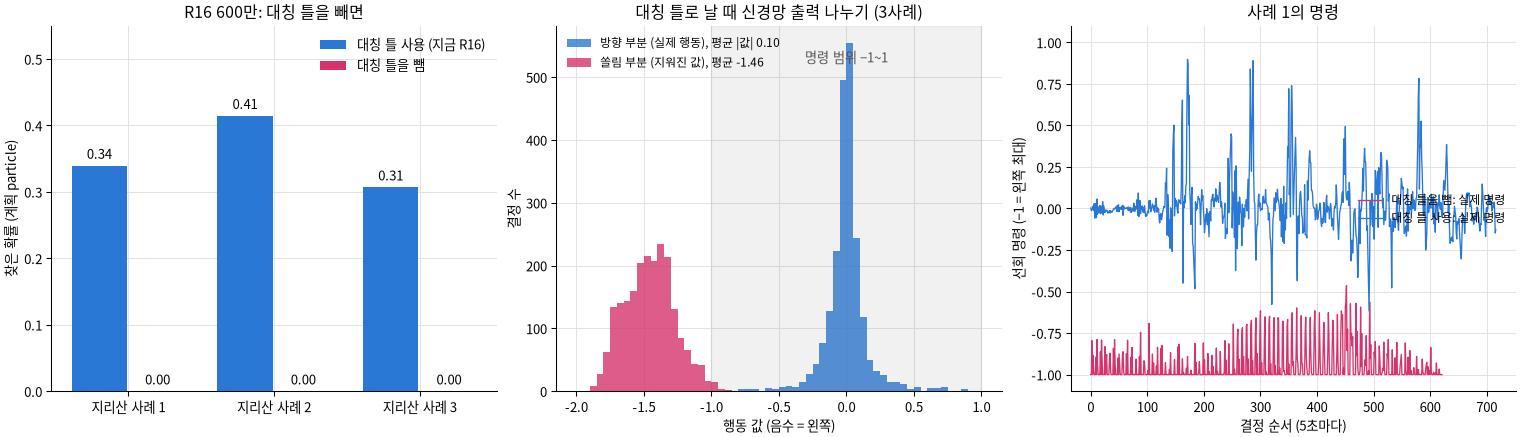 R16 600만: 대칭 틀을 빼면
대칭 틀 사용 (지금 R16)
대칭 틀을 뺌
찾은 확률 (계획 particle)
0.5
0.4
0.3
0.2
0.1
0.0
0.34
0.00
0.41
0.00
0.31
0.00
지리산 사례 1
지리산 사례 2
지리산 사례 3
대칭 틀로 날 때 신경망 출력 나누기 (3사례)
방향 부분 (실제 행동), 평균 |값| 0.10
쏠림 부분 (지워진 값), 평균 -1.46
명령 범위 −1~1
결정 수
500
400
300
200
100
0
-2.0
-1.5
-1.0
-0.5
0.0
0.5
1.0
행동 값 (음수 = 왼쪽)
사례 1의 명령
선회 명령 (−1 = 왼쪽 최대)
1.00
0.75
0.50
0.25
0.00
-0.25
-0.50
-0.75
-1.00
대칭 틀을 뺌: 실제 명령
대칭 틀 사용: 실제 명령
0
100
200
300
400
500
600
700
결정 순서 (5초마다)